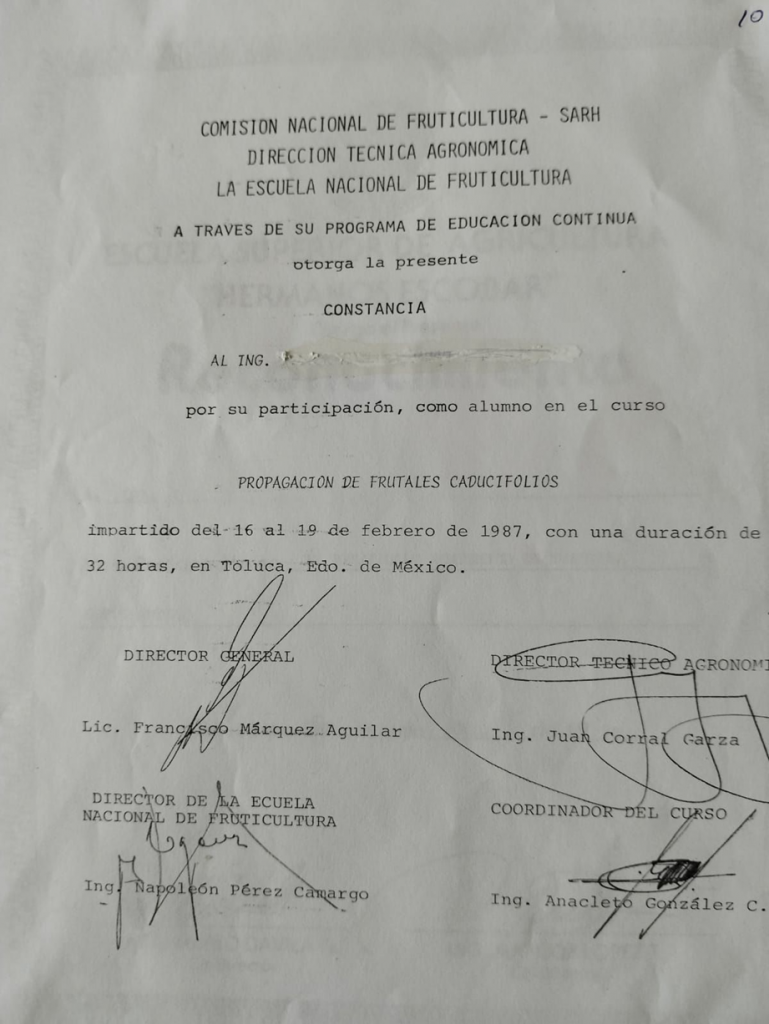 10
COMISION NACIONAL DE FRUTICULTURA - SARH
DIRECCION TECNICA AGRONOMICA
LA ESCUELA NACIONAL DE FRUTICULTURA
A TRAVES DE SU PROGRAMA DE EDUCACION CONTINUA
otorga la presente
CONSTANCIA
AL ING.
por su participación, como alumno en el curso
PROPAGACION DE FRUTALES CADUCIFOLIOS
impartido del 16 al 19 de febrero de 1987, con una duración de
32 horas, en Toluca, Edo. de México.
DIRECTOR GENERAL
Lic. Francisco Márquez Aguilar
DIRECTOR TECNICO AGRONOMI
Ing. Juan Corral Garza
DIRECTOR DE LA ECUELA
NACIONAL DE FRUTICULTURA
Ing. Napoleón Pérez Camargo
COORDINADOR DEL CURSO
Ing. Anacleto González C.